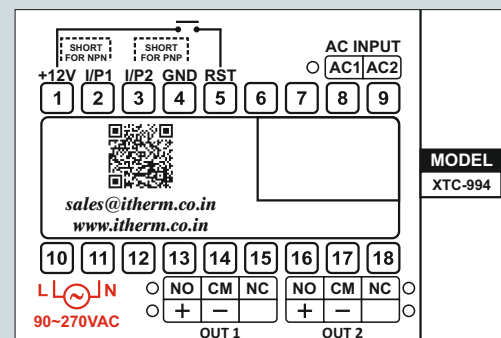 SHORT FOR NPN
SHORT FOR PNP
AC INPUT
+12V I/P1 I/P2 GND RST AC1 AC2
1 2 3 4 5 6 7 8 9
MODEL
XTC-994
sales@itherm.co.in
www.itherm.co.in
10 11 12 13 14 15 16 17 18
L N NO CM NC NO CM NC
90~270VAC + − + −
OUT 1 OUT 2